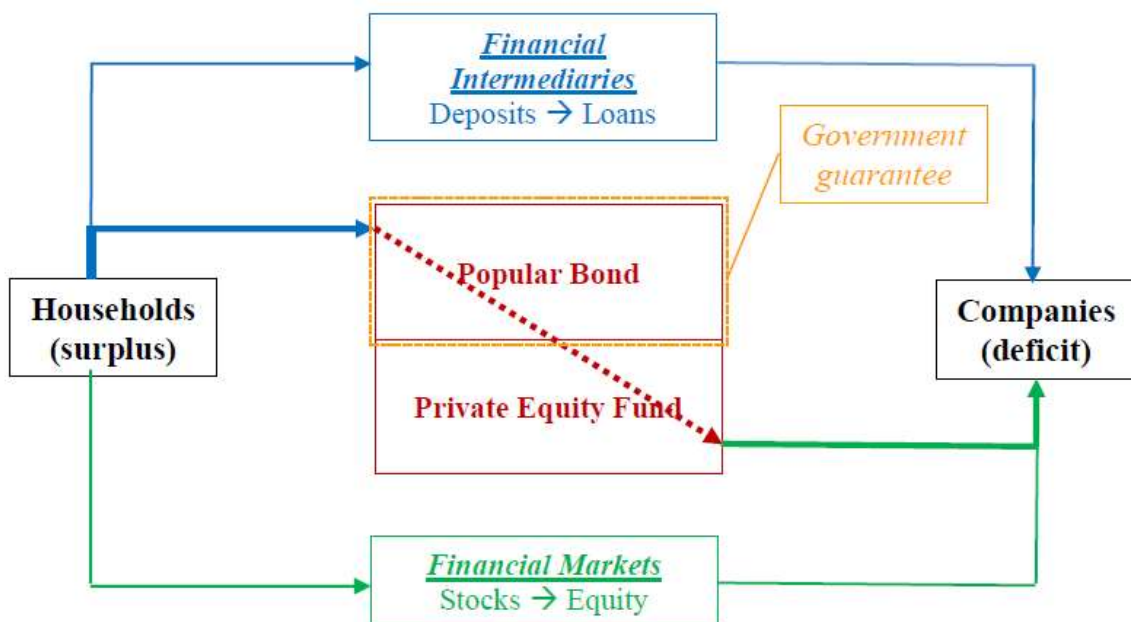 Financial
Intermediaries
Deposits → Loans
Government
guarantee
Popular Bond
Households
(surplus)
Companies
(deficit)
Private Equity Fund
Financial Markets
Stocks → Equity